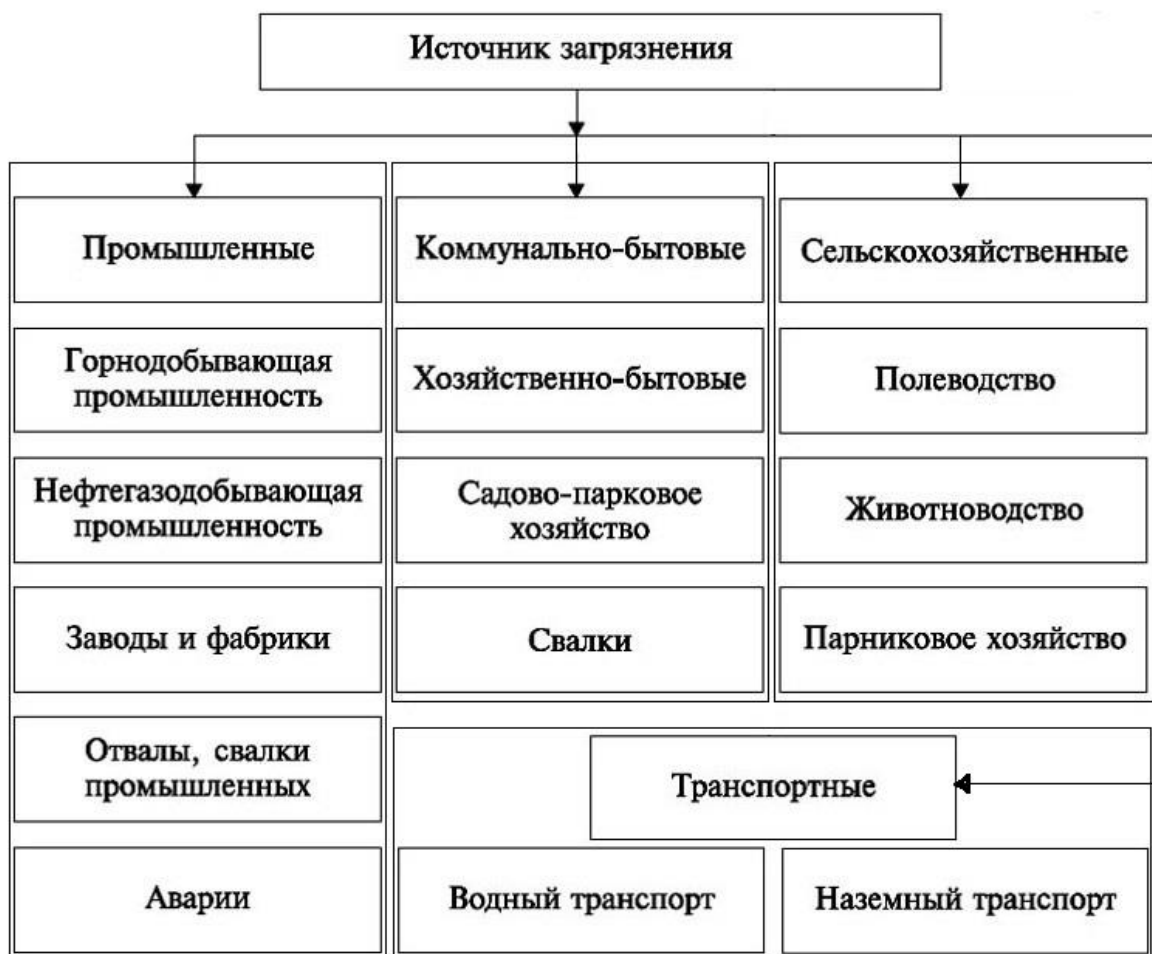 Источник загрязнения
Промышленные
Горнодобывающая
промышленность
Нефтегазодобывающая
промышленность
Заводы и фабрики
Отвалы, свалки
промышленных
Аварии
Коммунально-бытовые
Хозяйственно-бытовые
Садово-парковое
хозяйство
Свалки
Сельскохозяйственные
Полеводство
Животноводство
Парниковое хозяйство
Транспортные
Водный транспорт
Наземный транспорт